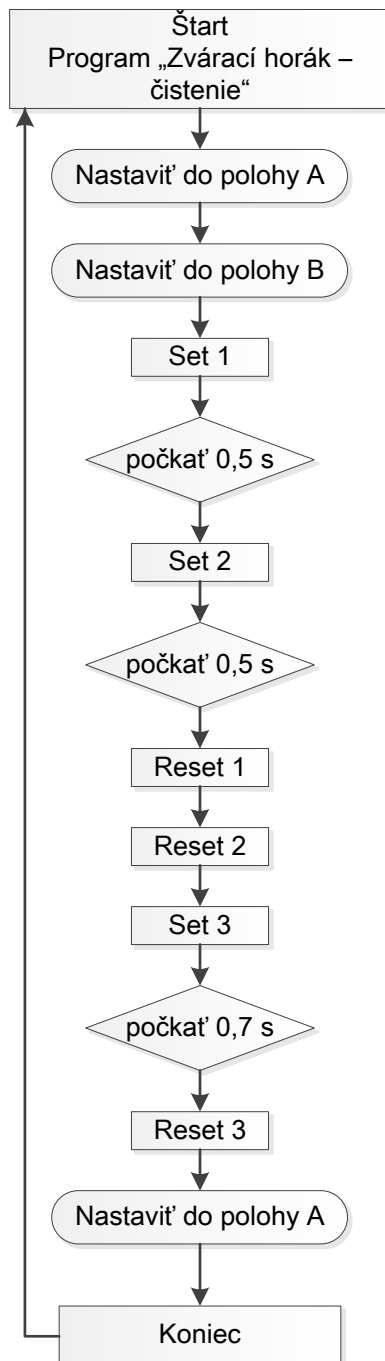 Štart
Program „Zvárací horák –
čistenie“
Nastaviť do polohy A
Nastaviť do polohy B
Set 1
počkať 0,5 s
Set 2
počkať 0,5 s
Reset 1
Reset 2
Set 3
počkať 0,7 s
Reset 3
Nastaviť do polohy A
Koniec